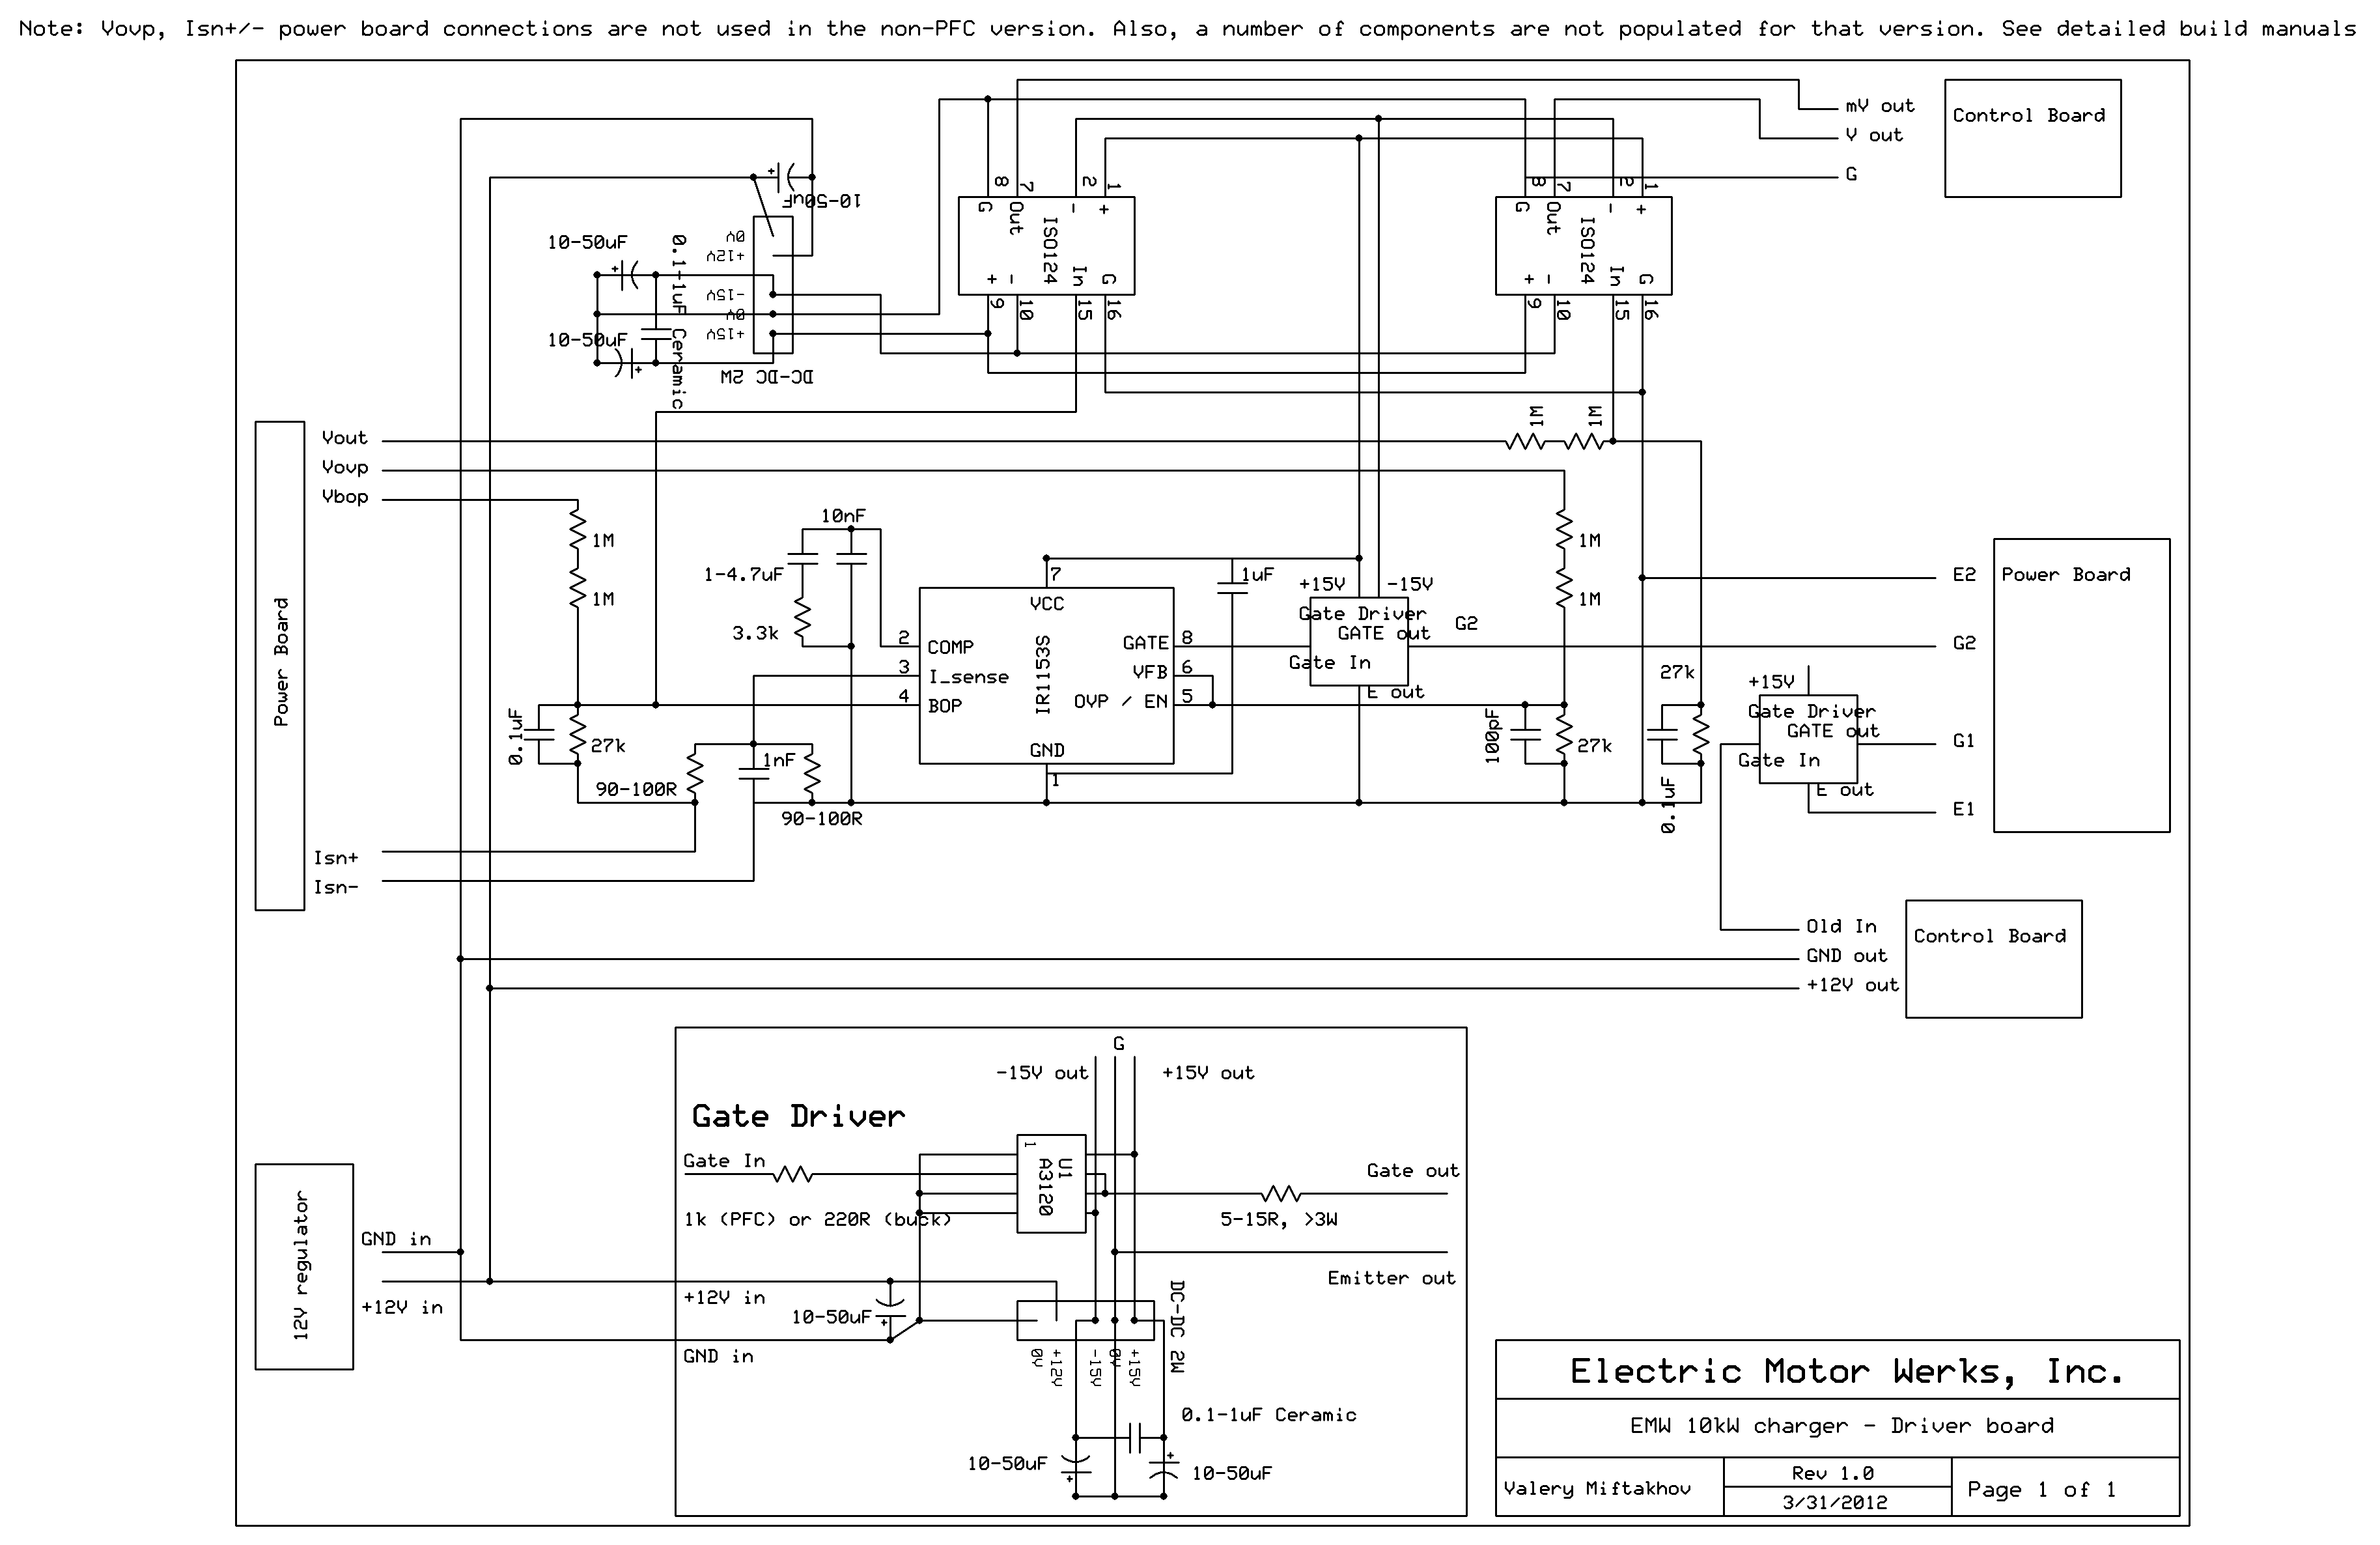 Note: Vovp, Isn+/- power board connections are not used in the non-PFC version. Also, a number of components are not populated for that version. See detailed build manuals
mV out
V out
G
Control Board
10-50uF
0V
+12V
-15V
0V
+15V
DC-DC 2W
10-50uF
10-50uF
0.1-1uF Ceramic
8
7
2
1
G
Out
-
+
ISO124
+
-
In
G
9
10
15
16
8
7
2
1
G
Out
-
+
ISO124
+
-
In
G
9
10
15
16
Power Board
Vout
Vovp
Vbop
1M
1M
1M
1M
10nF
1-4.7uF
3.3k
7
VCC
2
COMP
3
I_sense
4
BOP
IR1153S
GATE
8
VFB
6
OVP / EN
5
GND
1
1uF
+15V
-15V
Gate Driver
GATE out
Gate In
E out
G2
1M
1M
E2
Power Board
G2
27k
+15V
Gate Driver
GATE out
Gate In
E out
G1
E1
0.1uF
27k
90-100R
1nF
90-100R
100pF
27k
0.1uF
Isn+
Isn-
Old In
GND out
+12V out
Control Board
G
-15V out
+15V out
Gate Driver
Gate In
1
U1
A3120
Gate out
1k (PFC) or 220R (buck)
5-15R, >3W
12V regulator
GND in
+12V in
Emitter out
+12V in
10-50uF
GND in
0V
+12V
-15V
0V
+15V
DC-DC 2W
0.1-1uF Ceramic
10-50uF
10-50uF
Electric Motor Werks, Inc.
EMW 10kW charger - Driver board
Valery Miftakhov
Rev 1.0
3/31/2012
Page 1 of 1